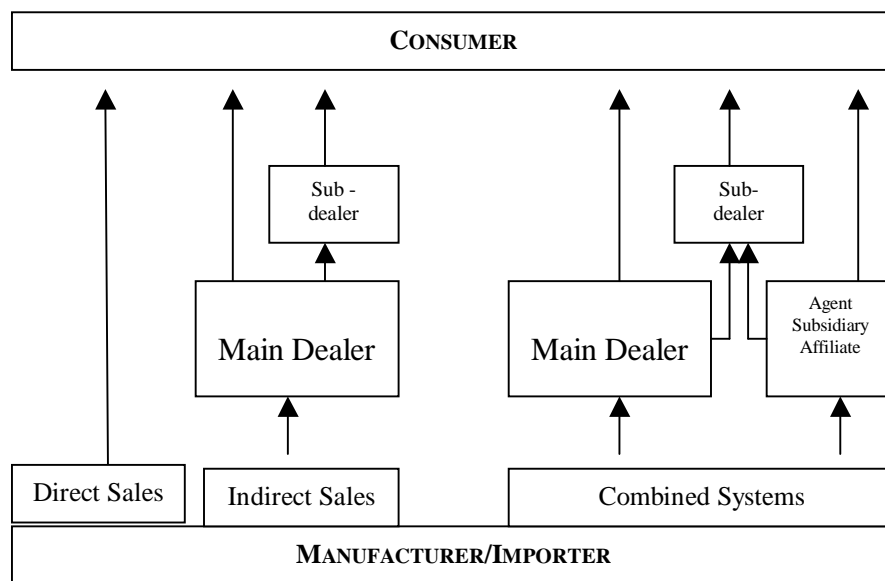 CONSUMER
Sub -
dealer
Sub-
dealer
Main Dealer
Main Dealer
Agent
Subsidiary
Affiliate
Direct Sales
Indirect Sales
Combined Systems
MANUFACTURER/IMPORTER